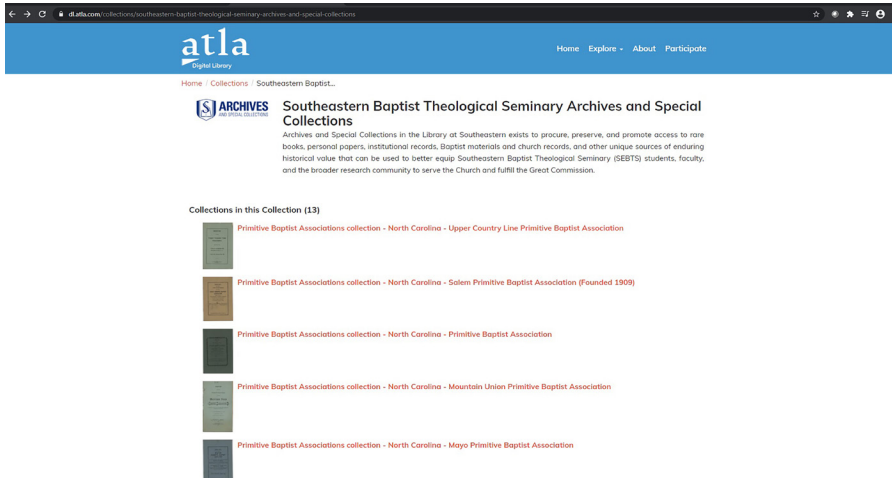 dl.atla.com/collections/southeastern-baptist-theological-seminary-archives-and-special-collections
atla
Digital Library
Home Explore About Participate
Home / Collections / Southeastern Baptist...
S ARCHIVES
AND SPECIAL COLLECTIONS
Southeastern Baptist Theological Seminary Archives and Special
Collections
Archives and Special Collections in the Library at Southeastern exists to procure, preserve, and promote access to rare
books, personal papers, institutional records, Baptist materials and church records, and other unique sources of enduring
historical value that can be used to better equip Southeastern Baptist Theological Seminary (SEBTS) students, faculty,
and the broader research community to serve the Church and fulfill the Great Commission.
Collections in this Collection (13)
Primitive Baptist Associations collection - North Carolina - Upper Country Line Primitive Baptist Association
Primitive Baptist Associations collection - North Carolina - Salem Primitive Baptist Association (Founded 1909)
Primitive Baptist Associations collection - North Carolina - Primitive Baptist Association
Primitive Baptist Associations collection - North Carolina - Mountain Union Primitive Baptist Association
Primitive Baptist Associations collection - North Carolina - Mayo Primitive Baptist Association